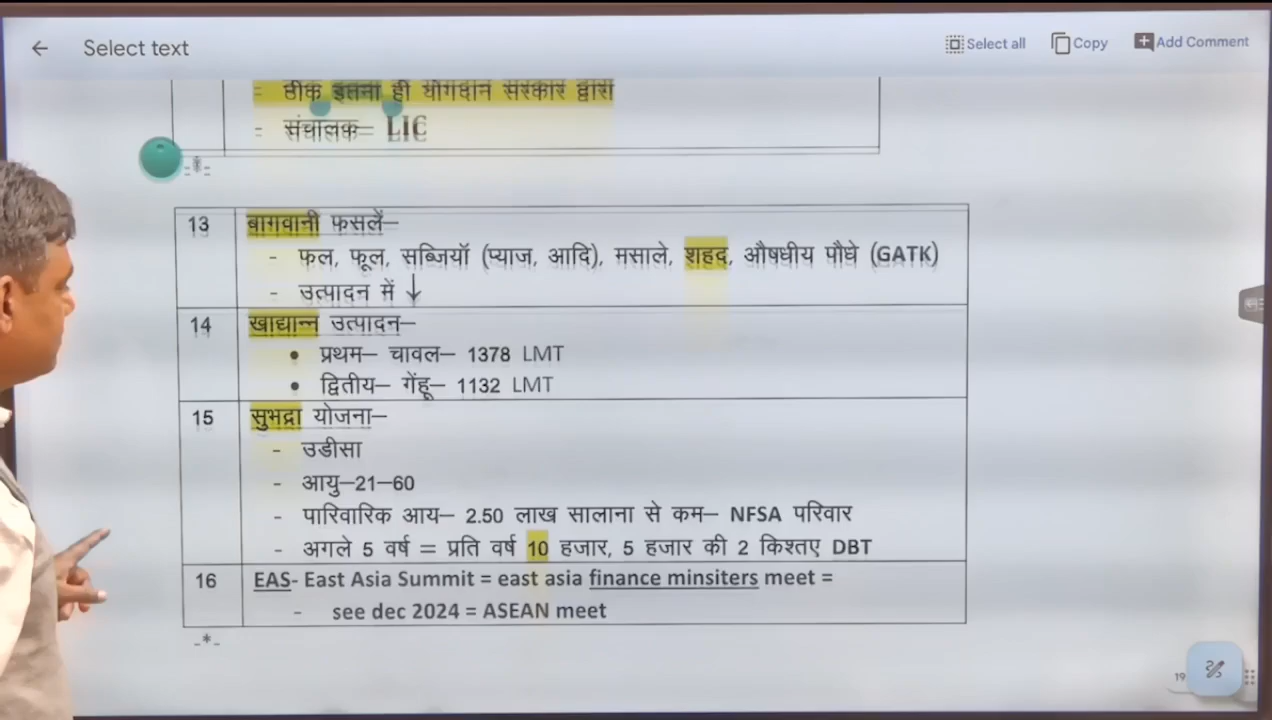 Select text
Select all
Copy
Add Comment
- ठीक इतना ही योगदान सरकार द्वारा
- संचालक– LIC
-*-
13 बागवानी फसलें–
- फल, फूल, सब्जियॉ (प्याज, आदि), मसाले, शहद, औषधीय पौघे (GATK)
- उत्पादन में ↓
14 खाद्यान्न उत्पादन–
• प्रथम– चावल– 1378 LMT
• द्वितीय– गेंहू– 1132 LMT
15 सुभद्रा योजना–
- उडीसा
- आयु–21–60
- पारिवारिक आय– 2.50 लाख सालाना से कम– NFSA परिवार
- अगले 5 वर्ष = प्रति वर्ष 10 हजार, 5 हजार की 2 किश्तए DBT
16 EAS- East Asia Summit = east asia finance minsiters meet =
- see dec 2024 = ASEAN meet
-*-
19